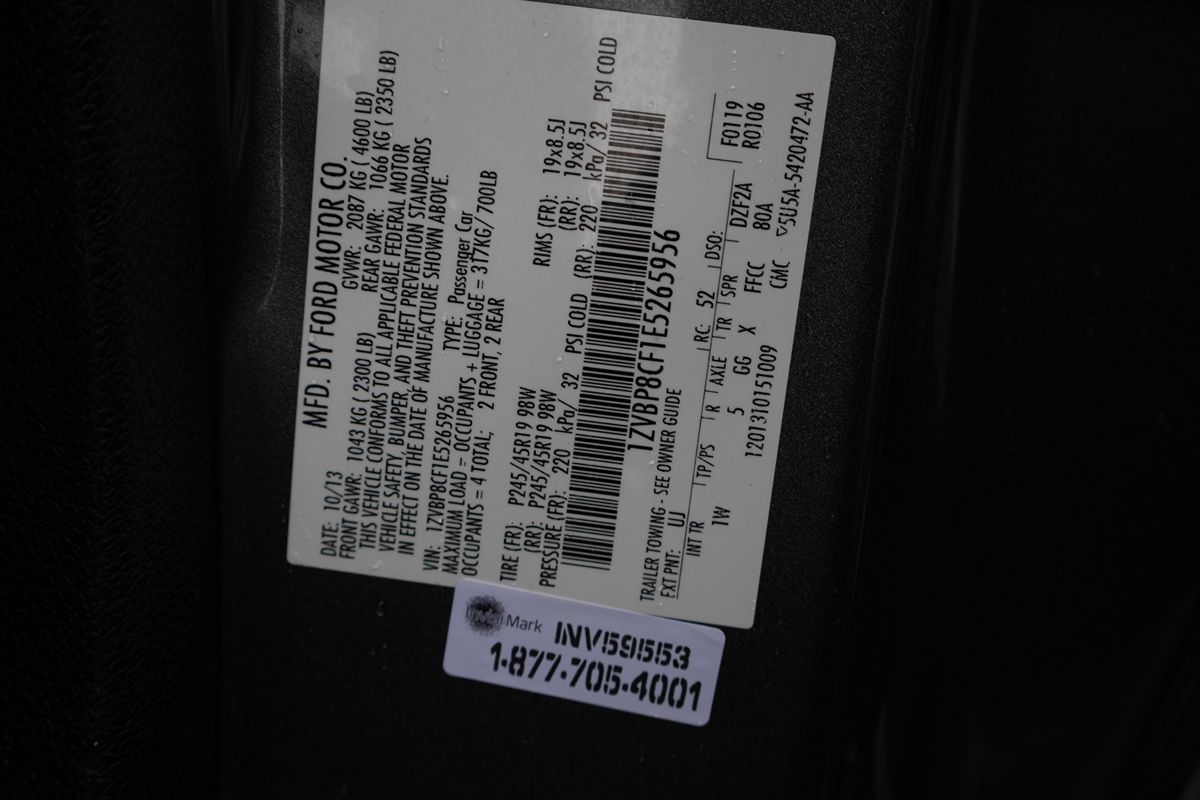 MFD. BY FORD MOTOR CO.
DATE: 10/13 GVWR: 2087 KG ( 4600 LB)
FRONT GAWR: 1043 KG ( 2300 LB) REAR GAWR: 1066 KG ( 2350 LB)
THIS VEHICLE CONFORMS TO ALL APPLICABLE FEDERAL MOTOR
VEHICLE SAFETY, BUMPER, AND THEFT PREVENTION STANDARDS
IN EFFECT ON THE DATE OF MANUFACTURE SHOWN ABOVE.
VIN: 1ZVBP8CF1E5265956 TYPE: Passenger Car
MAXIMUM LOAD = OCCUPANTS + LUGGAGE = 317KG/700LB
OCCUPANTS = 4 TOTAL; 2 FRONT, 2 REAR
TIRE (FR): P245/45R19 98W RIMS (FR): 19x8.5J
(RR): P245/45R19 98W (RR): 19x8.5J
PRESSURE (FR): 220 kPa/ 32 PSI COLD (RR): 220 kPa/ 32 PSI COLD
1ZVBP8CF1E5265956
TRAILER TOWING - SEE OWNER GUIDE
EXT PNT: UJ RC: 52 DSO: F0119
INT TR TP/PS R AXLE TR SPR DZF2A R0106
1W 5 GG X FFCC 80A
1201310151009 CMC ▽5U5A-5420472-AA
Mark INV59553
1-877-705-4001